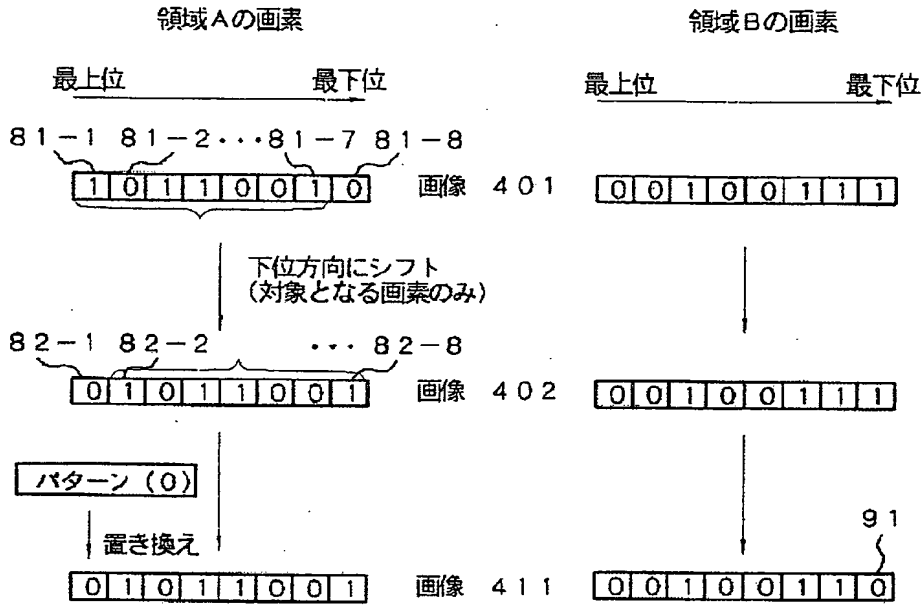 領域Aの画素 領域Bの画素
最上位 最下位 最上位 最下位
81-1 81-2・・・81-7 81-8
1 0 1 1 0 0 1 0 画像 401 0 0 1 0 0 1 1 1
下位方向にシフト
(対象となる画素のみ)
82-1 82-2 ・・・ 82-8
0 1 0 1 1 0 0 1 画像 402 0 0 1 0 0 1 1 1
パターン (0)
91
置き換え
0 1 0 1 1 0 0 1 画像 411 0 0 1 0 0 1 1 0